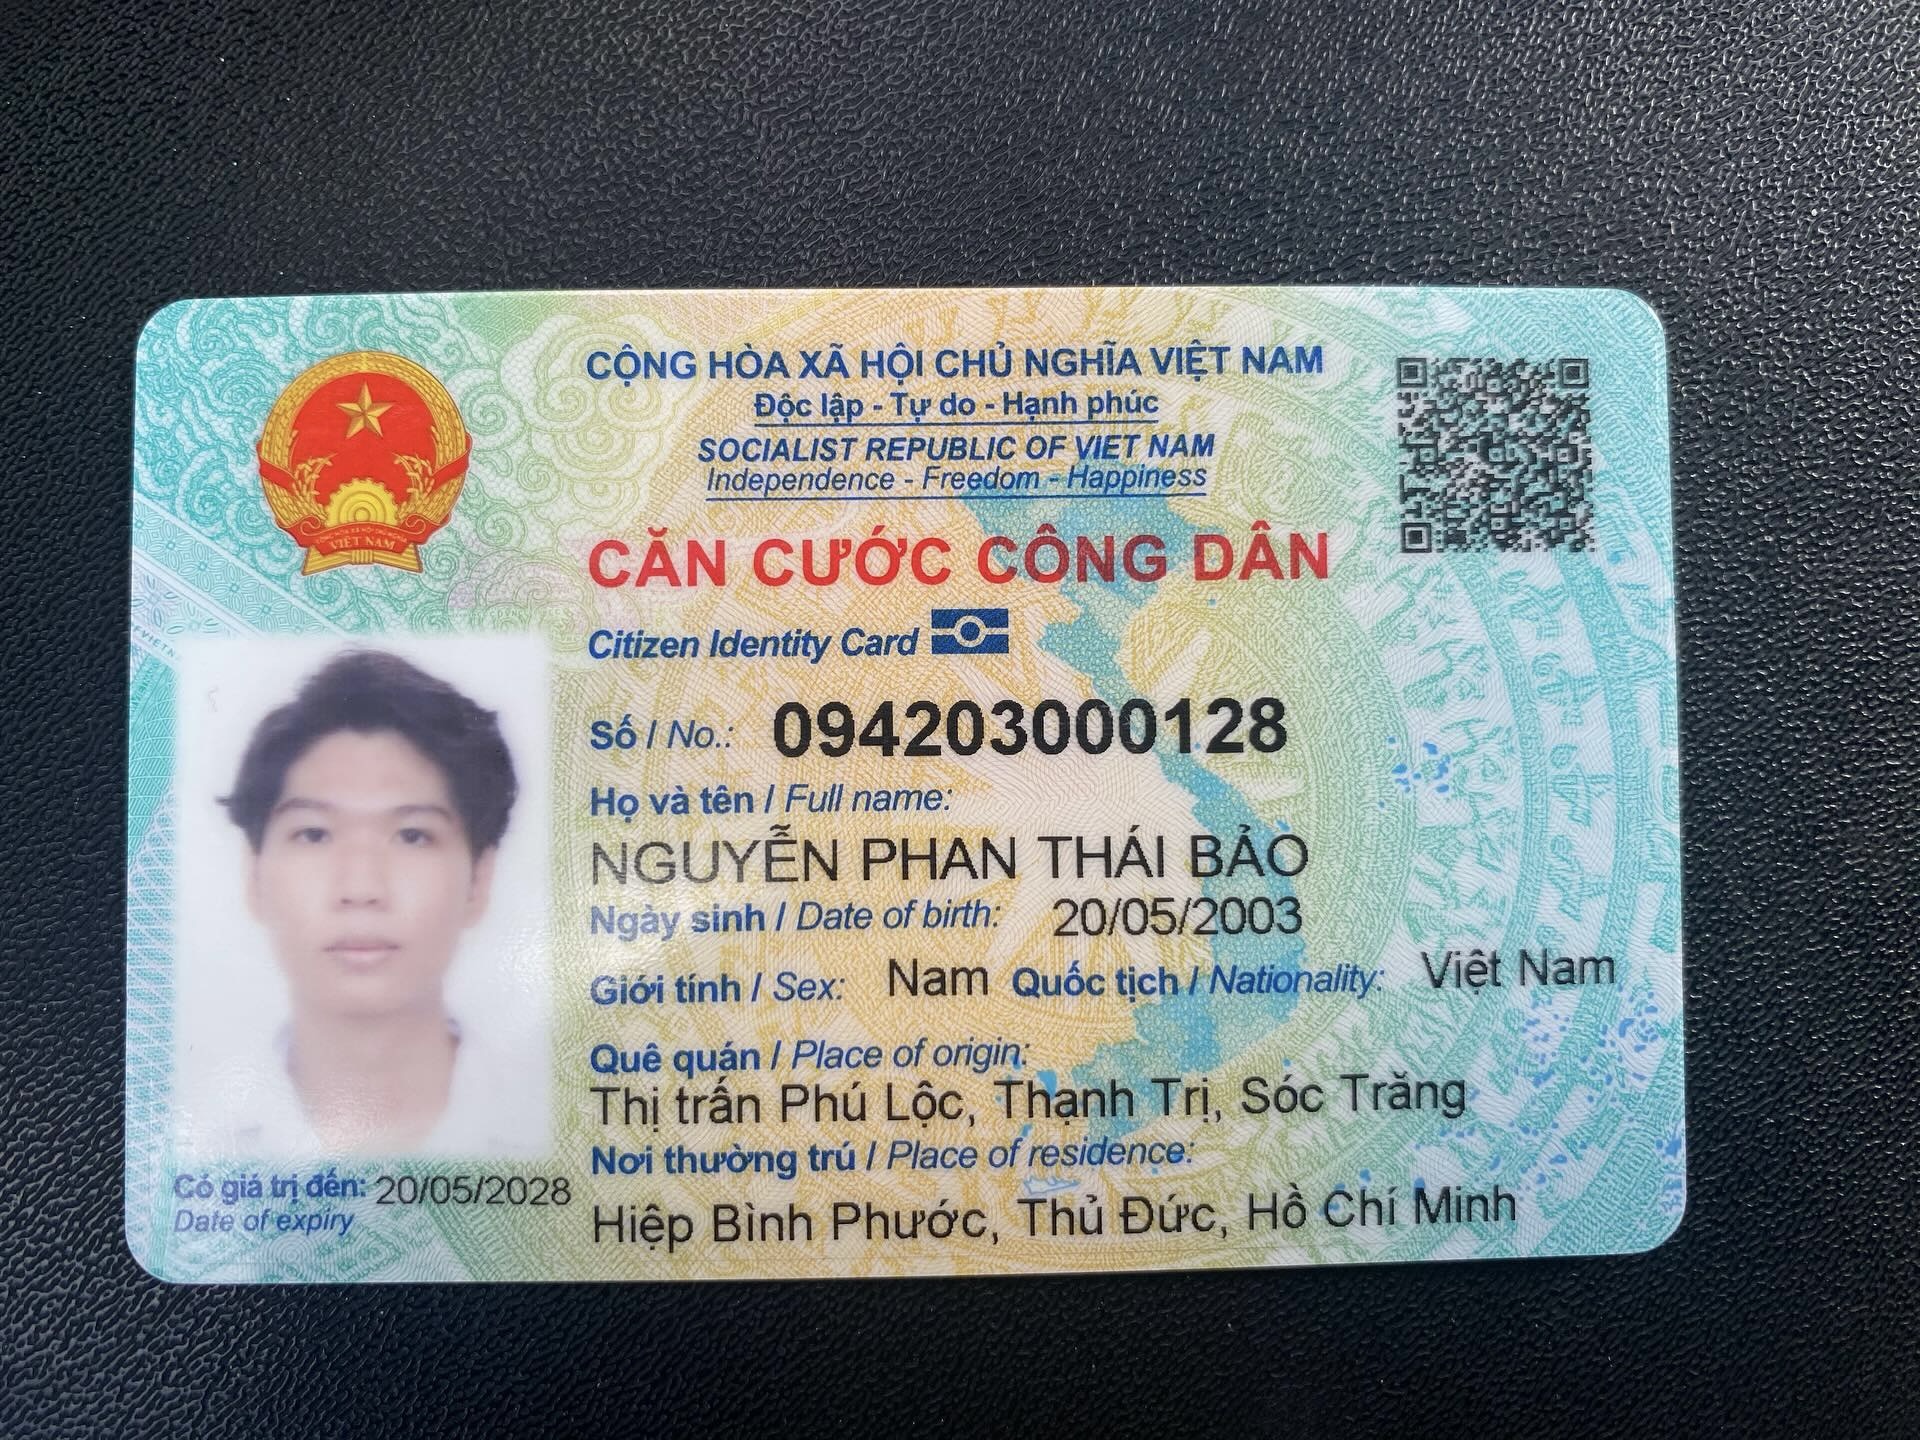 CỘNG HÒA XÃ HỘI CHỦ NGHĨA VIỆT NAM
Độc lập - Tự do - Hạnh phúc
SOCIALIST REPUBLIC OF VIET NAM
Independence - Freedom - Happiness
VIỆT NAM
CĂN CƯỚC CÔNG DÂN
Citizen Identity Card
Số / No.: 094203000128
Họ và tên / Full name:
NGUYỄN PHAN THÁI BẢO
Ngày sinh / Date of birth: 20/05/2003
Giới tính / Sex: Nam Quốc tịch / Nationality: Việt Nam
Quê quán / Place of origin:
Thị trấn Phú Lộc, Thạnh Trị, Sóc Trăng
Nơi thường trú / Place of residence:
Hiệp Bình Phước, Thủ Đức, Hồ Chí Minh
Có giá trị đến: 20/05/2028
Date of expiry